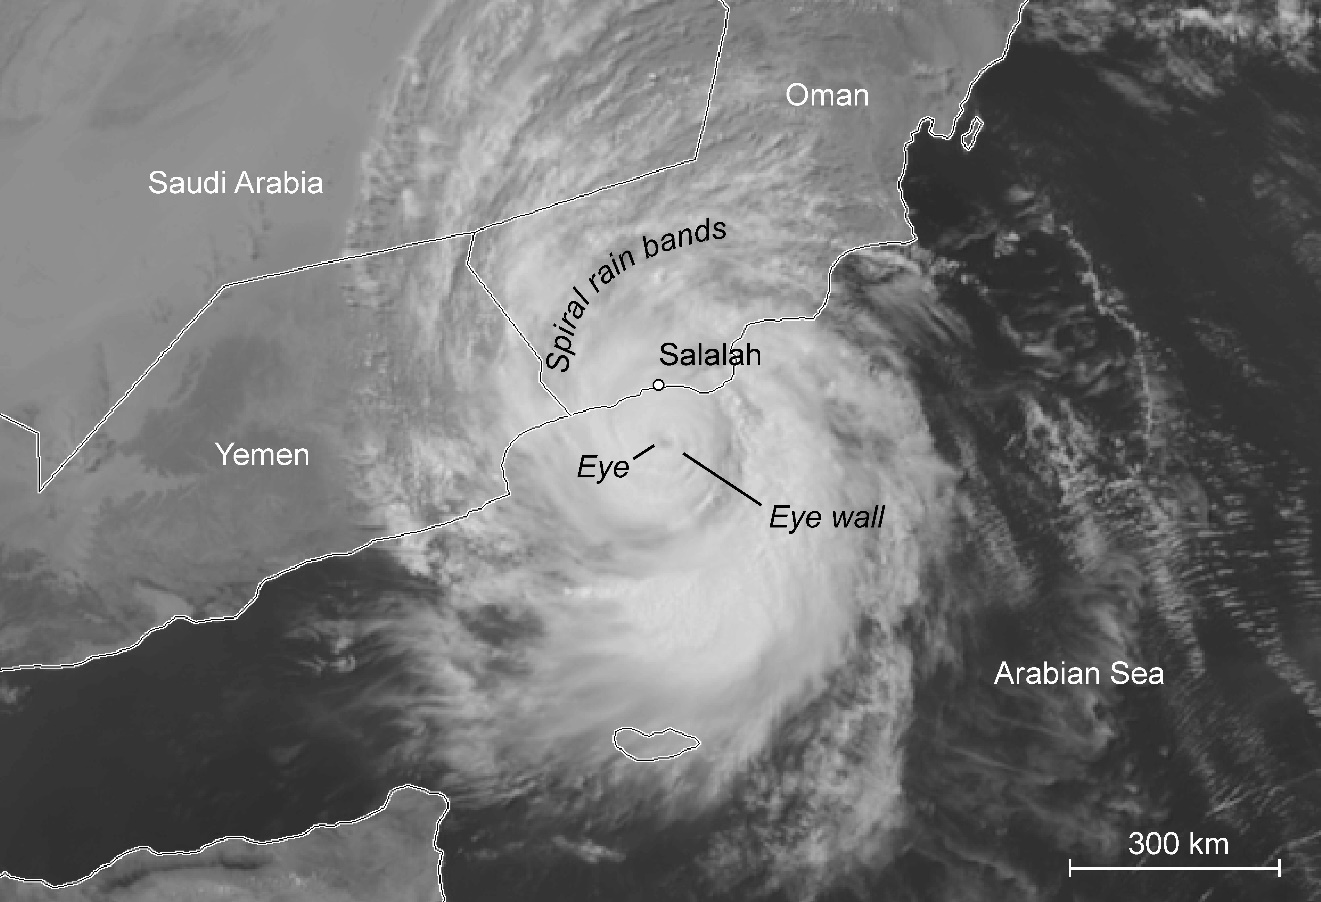 Oman
Saudi Arabia
Spiral rain bands
Salalah
Yemen
Eye
Eye wall
Arabian Sea
300 km